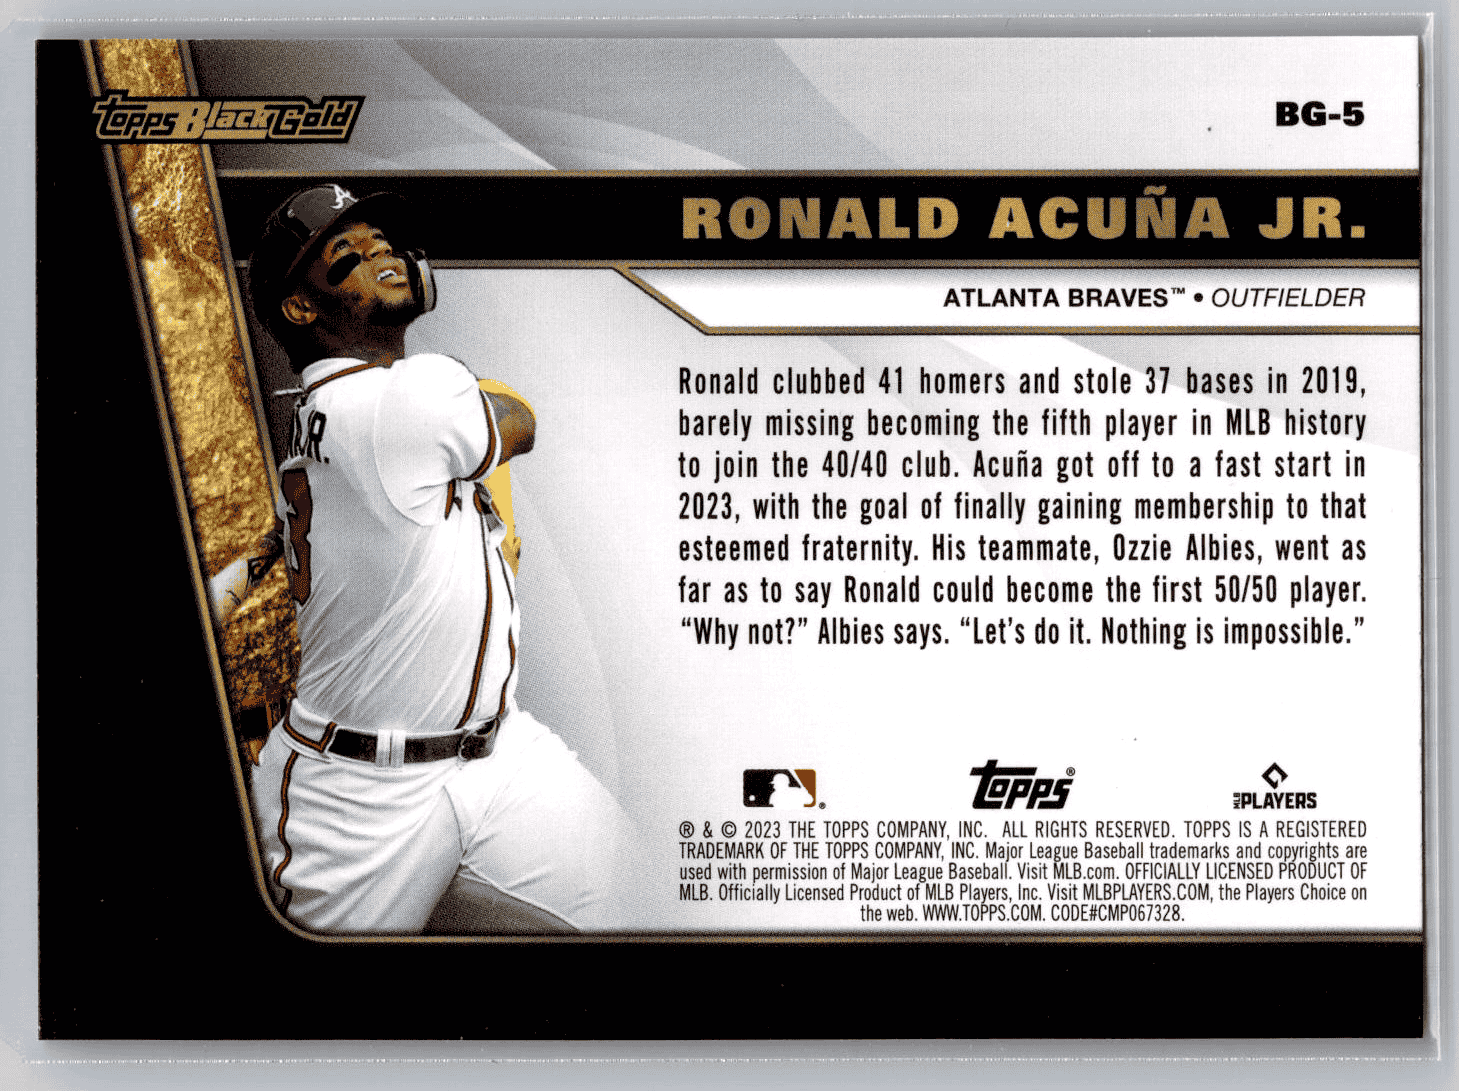 Topps Black Gold
BG-5
RONALD ACUÑA JR.
ATLANTA BRAVES™ • OUTFIELDER
JR.
Ronald clubbed 41 homers and stole 37 bases in 2019,
barely missing becoming the fifth player in MLB history
to join the 40/40 club. Acuña got off to a fast start in
2023, with the goal of finally gaining membership to that
esteemed fraternity. His teammate, Ozzie Albies, went as
far as to say Ronald could become the first 50/50 player.
“Why not?” Albies says. “Let’s do it. Nothing is impossible.”
Topps®
MLB PLAYERS
® & © 2023 THE TOPPS COMPANY, INC. ALL RIGHTS RESERVED. TOPPS IS A REGISTERED
TRADEMARK OF THE TOPPS COMPANY, INC. Major League Baseball trademarks and copyrights are
used with permission of Major League Baseball. Visit MLB.com. OFFICIALLY LICENSED PRODUCT OF
MLB. Officially Licensed Product of MLB Players, Inc. Visit MLBPLAYERS.COM, the Players Choice on
the web. WWW.TOPPS.COM. CODE#CMP067328.